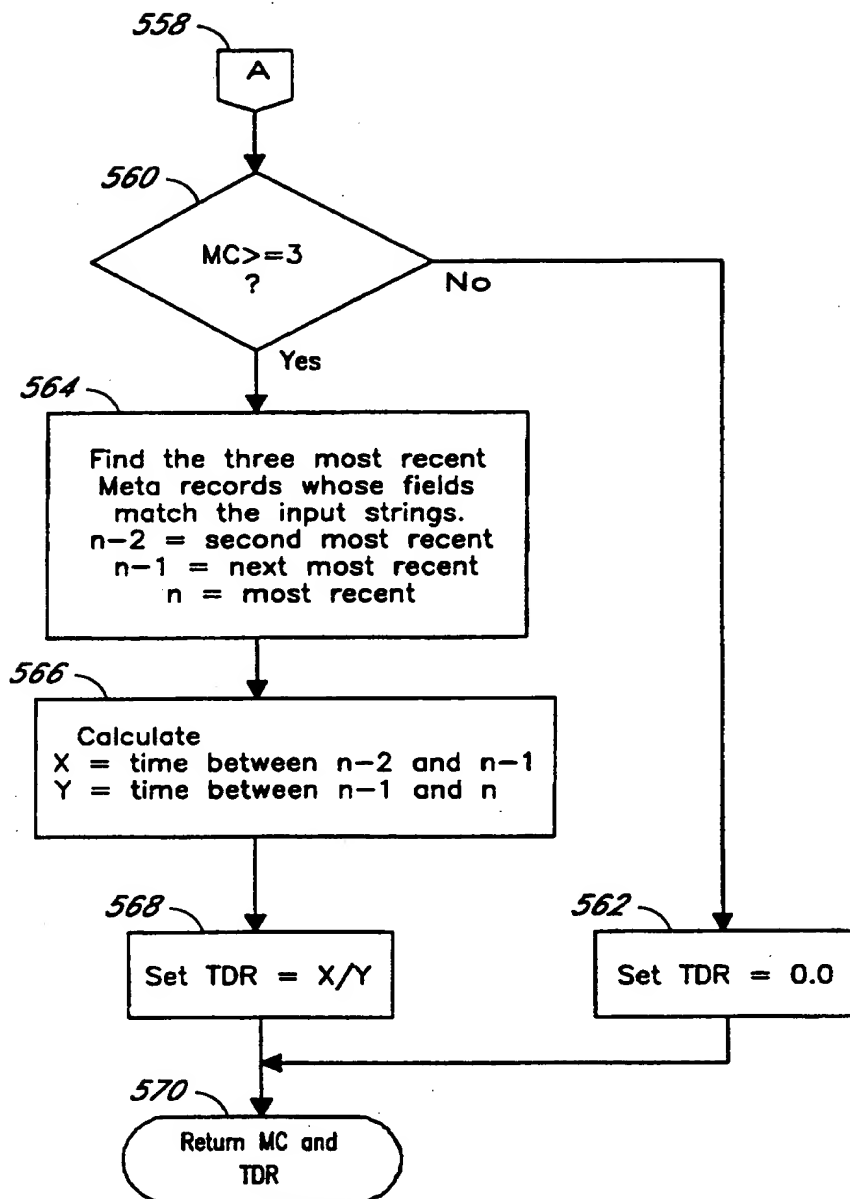 558
A
560
MC>=3
?
No
Yes
564
Find the three most recent
Meta records whose fields
match the input strings.
n-2 = second most recent
n-1 = next most recent
n = most recent
566
Calculate
X = time between n-2 and n-1
Y = time between n-1 and n
568
Set TDR = X/Y
562
Set TDR = 0.0
570
Return MC and
TDR